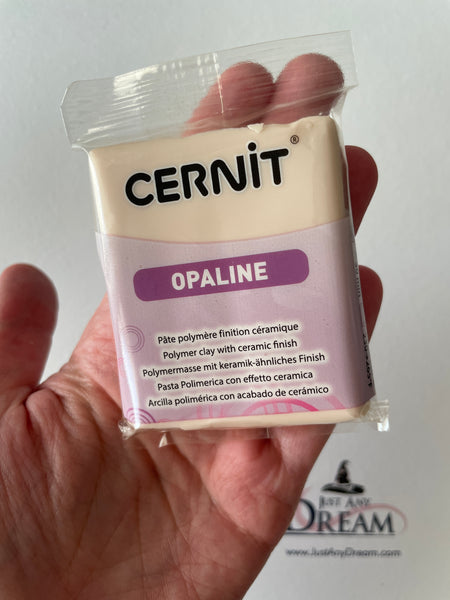 CERNiT®
OPALINE
Pâte polymère finition céramique
Polymer clay with ceramic finish
Polymermasse mit keramik-ähnliches Finish
Pasta Polimerica con effetto ceramica
Arcilla polimérica con acabado de cerámico
JUST ANY
DREAM
www.JustAnyDream.com